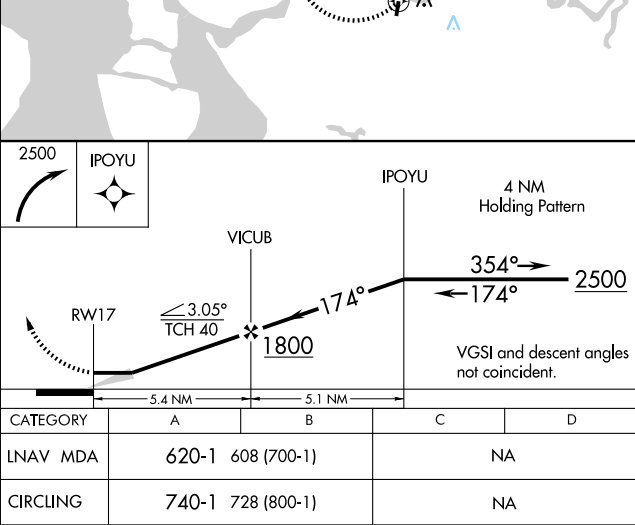 2500
IPOYU
IPOYU
4 NM
Holding Pattern
VICUB
354°
174°
2500
174°
RW17
3.05°
TCH 40
1800
VGSI and descent angles
not coincident.
5.4 NM
5.1 NM
CATEGORY A B C D
LNAV MDA 620-1 608 (700-1) NA
CIRCLING 740-1 728 (800-1) NA